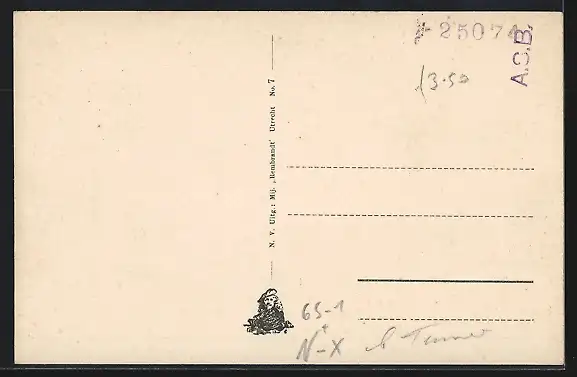 25074
A.S.B.
f3.50
N. V. Uitg.: Mij. „Rembrandt" Utrecht No. 7
65-1
N-X